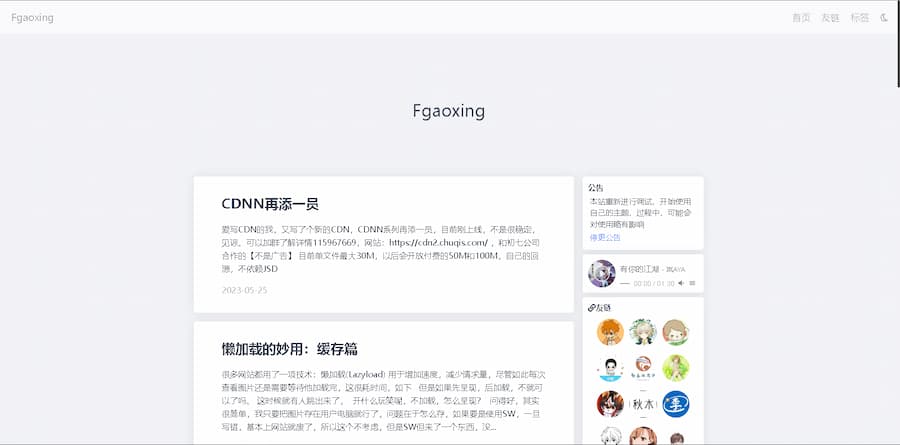 Fgaoxing
首页 友链 标签
Fgaoxing
CDNN再添一员
爱写CDN的我，又写了个新的CDN，CDNN系列再添一员，目前刚上线，不是很稳定，
见谅，可以加群了解详情115967669，网站：https://cdn2.chuqis.com/，和初七公司
合作的【不是广告】 目前单文件最大30M，以后会开放付费的50M和100M，自己的回
源，不依赖JSD
2023-05-25
懒加载的妙用：缓存篇
很多网站都用了一项技术：懒加载(Lazyload) 用于增加速度，减少请求量，尽管如此每次
查看图片还是需要等待他加载完，这很耗时间，如下 但是如果先呈现，后加载，不就可
以了吗。 这时候就有人跳出来了， 开什么玩笑呢，不加载，怎么呈现？ 问得好，其实
很简单，我只要把图片存在用户电脑就行了，问题在于怎么存，如果要是使用SW，一旦
写错，基本上网站就废了，所以这个不考虑，但是SW但来了一个东西，没...
公告
本站重新进行调试，开始使用
自己的主题，过程中，可能会
对使用略有影响
停更公告
有你的江湖
00:00 / 01:30
友链
秋木
季